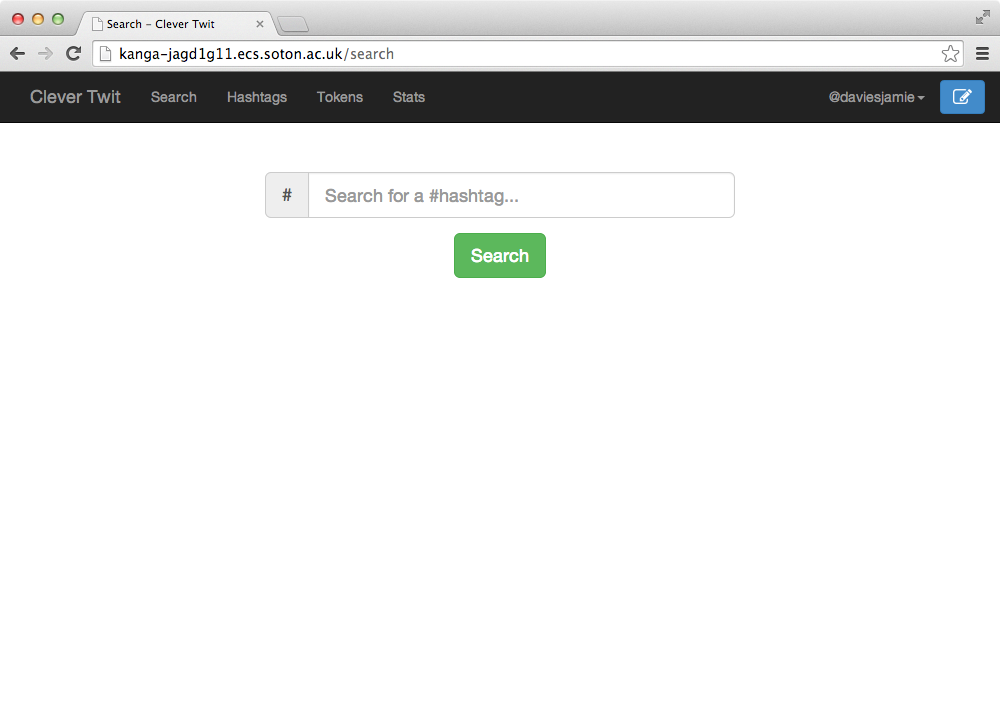 Search – Clever Twit
kanga-jagd1g11.ecs.soton.ac.uk/search
Clever Twit Search Hashtags Tokens Stats @daviesjamie
# Search for a #hashtag...
Search